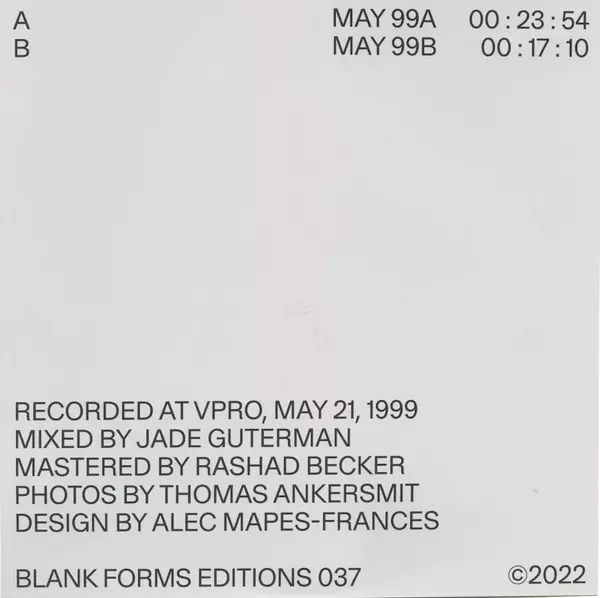 A MAY 99A 00:23:54
B MAY 99B 00:17:10
RECORDED AT VPRO, MAY 21, 1999
MIXED BY JADE GUTERMAN
MASTERED BY RASHAD BECKER
PHOTOS BY THOMAS ANKERSMIT
DESIGN BY ALEC MAPES-FRANCES
BLANK FORMS EDITIONS 037 ©2022